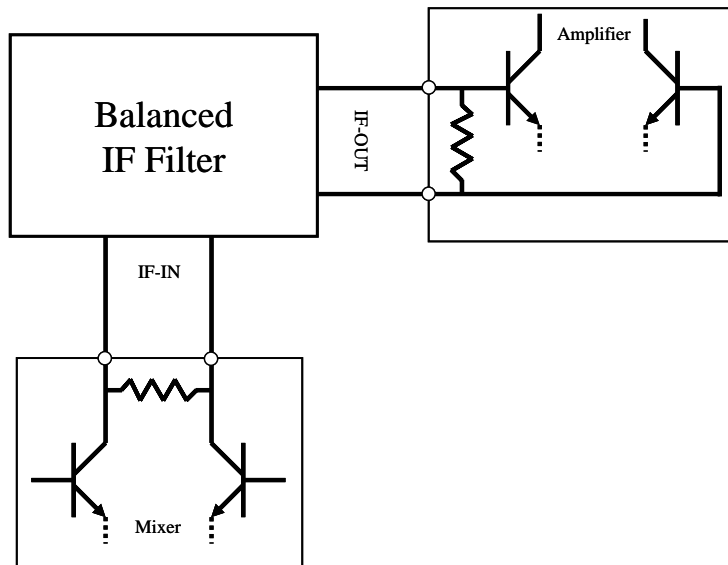 Amplifier
Balanced
IF Filter
IF-OUT
IF-IN
Mixer